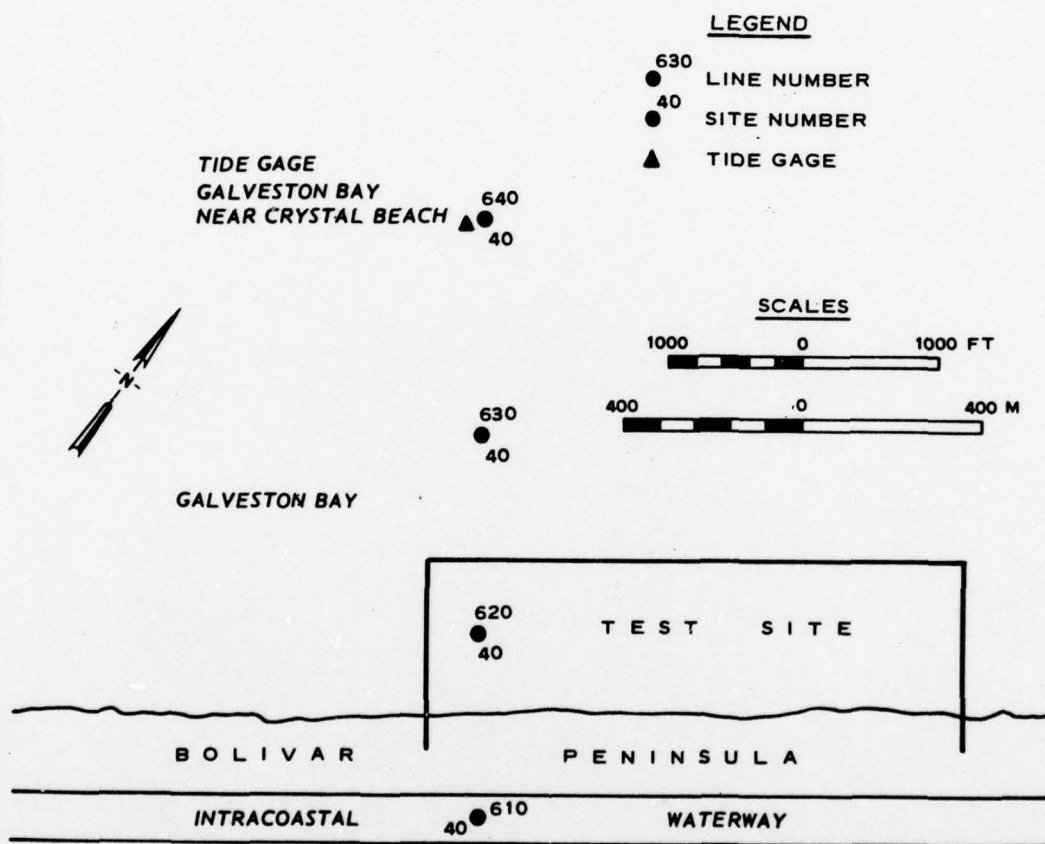 LEGEND
630
LINE NUMBER
40
SITE NUMBER
TIDE GAGE
TIDE GAGE
GALVESTON BAY
NEAR CRYSTAL BEACH
640
40
N
SCALES
1000 0 1000 FT
400 0 400 M
630
40
GALVESTON BAY
620
40
TEST SITE
BOLIVAR PENINSULA
INTRACOASTAL 40 610 WATERWAY